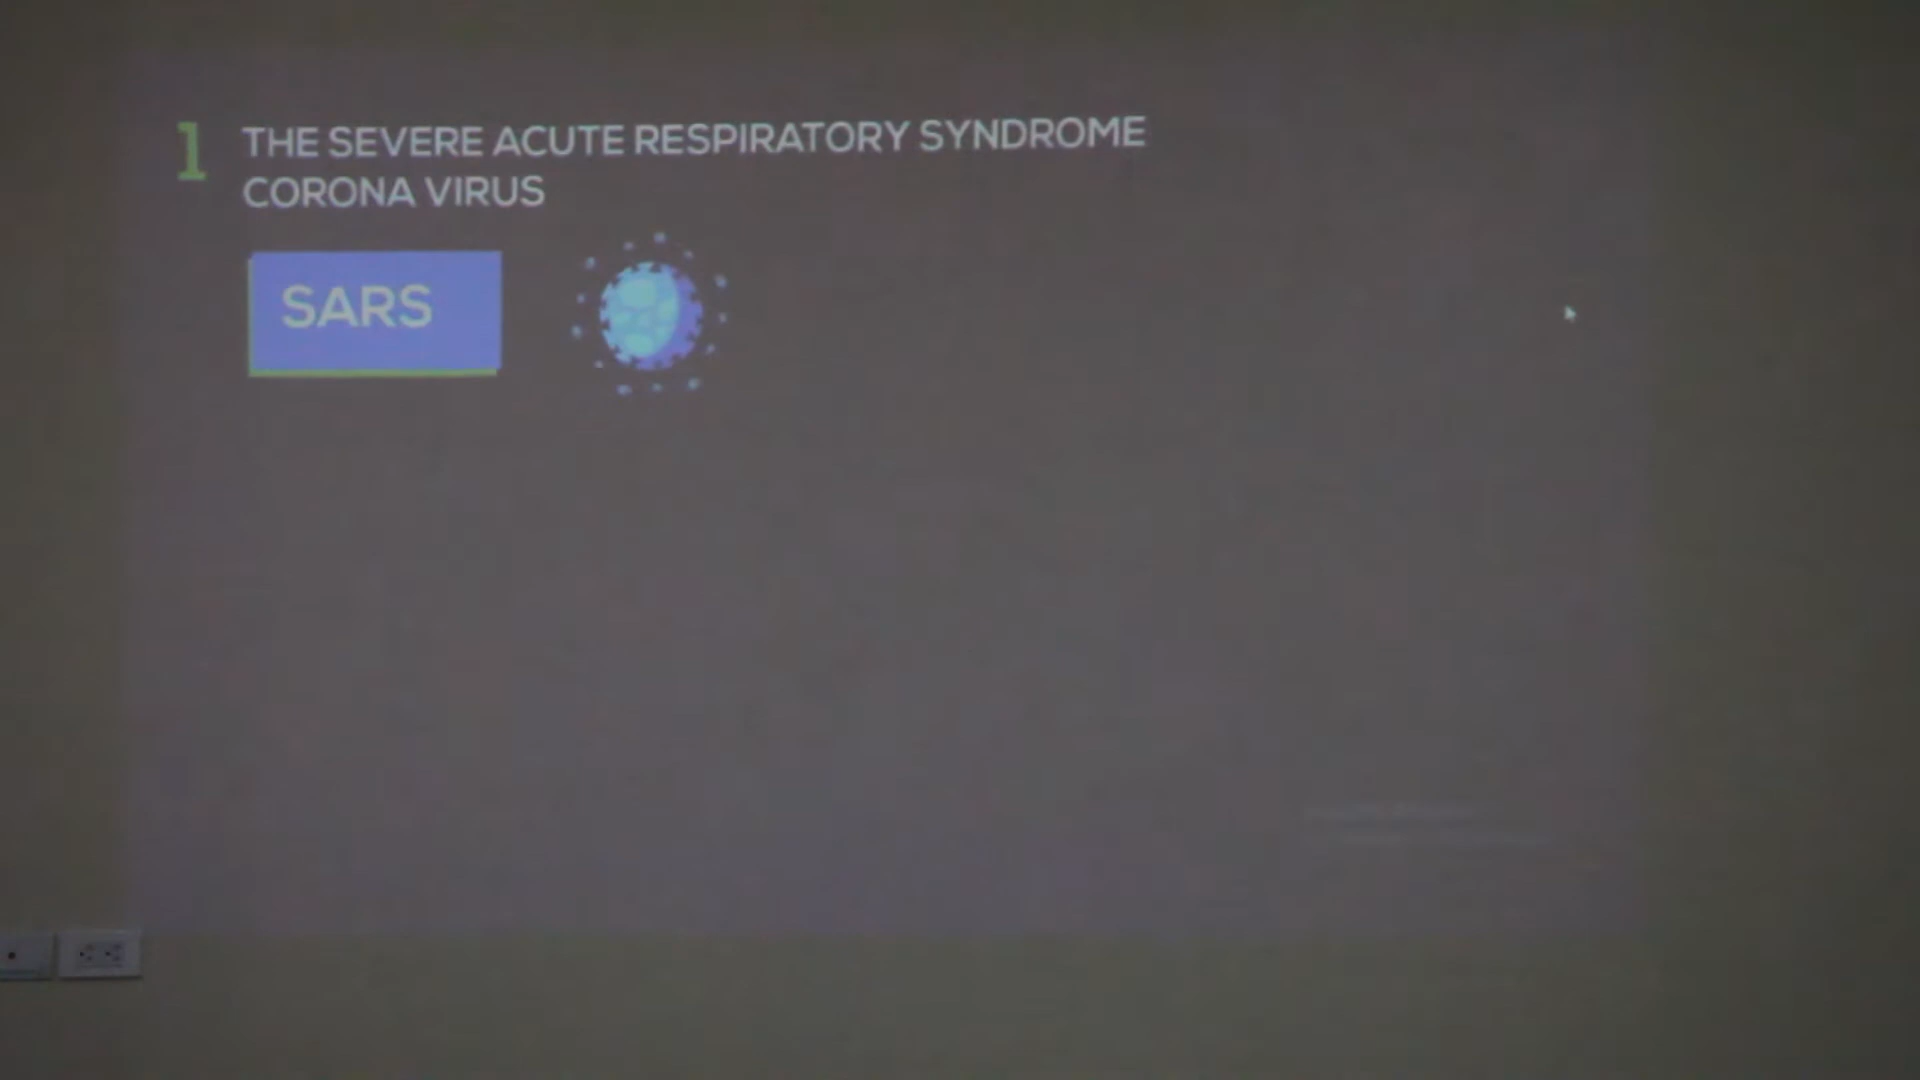 1 THE SEVERE ACUTE RESPIRATORY SYNDROME
CORONA VIRUS
SARS